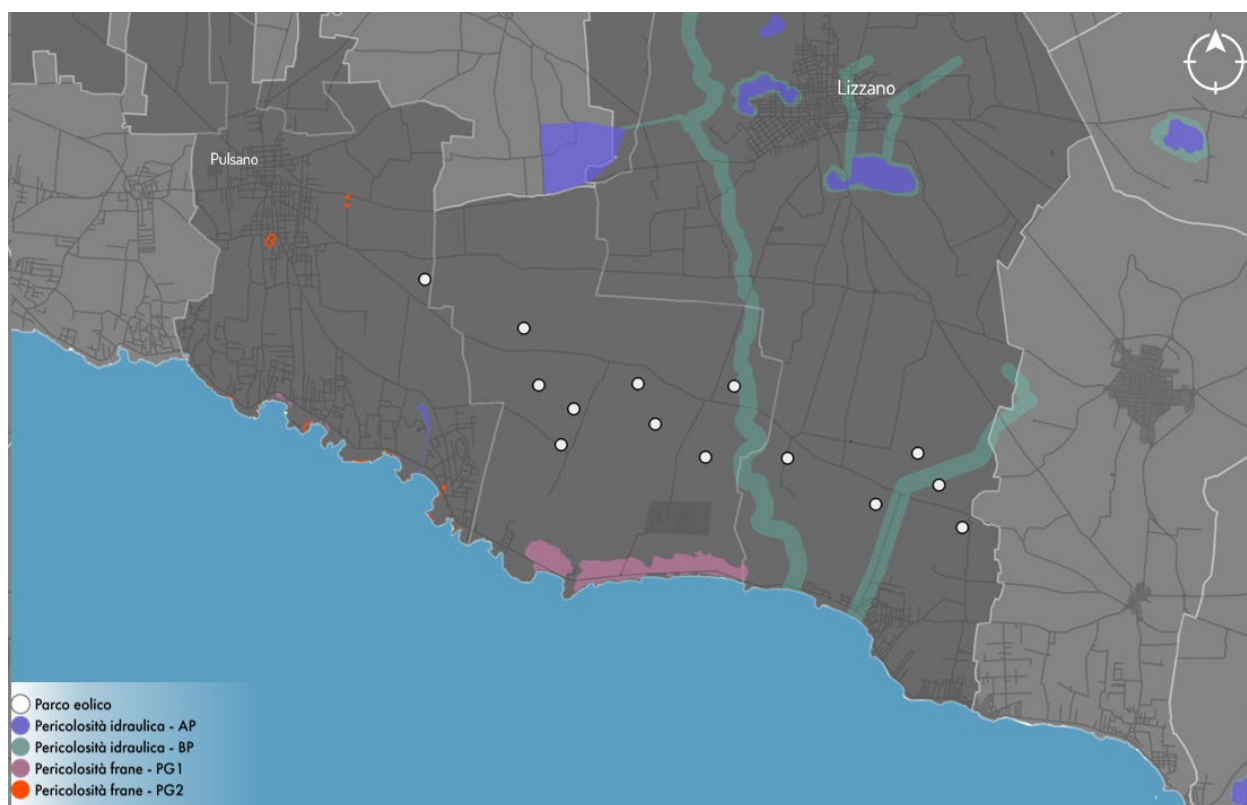 Lizzano
Pulsano
Parco eolico
Pericolosità idraulica - AP
Pericolosità idraulica - BP
Pericolosità frane - PG1
Pericolosità frane - PG2